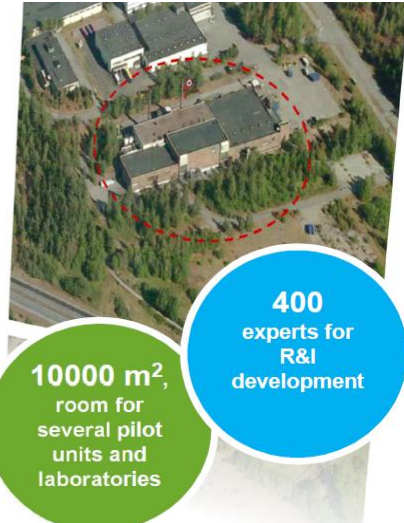 400
experts for
R&I
development
10000 m²,
room for
several pilot
units and
laboratories